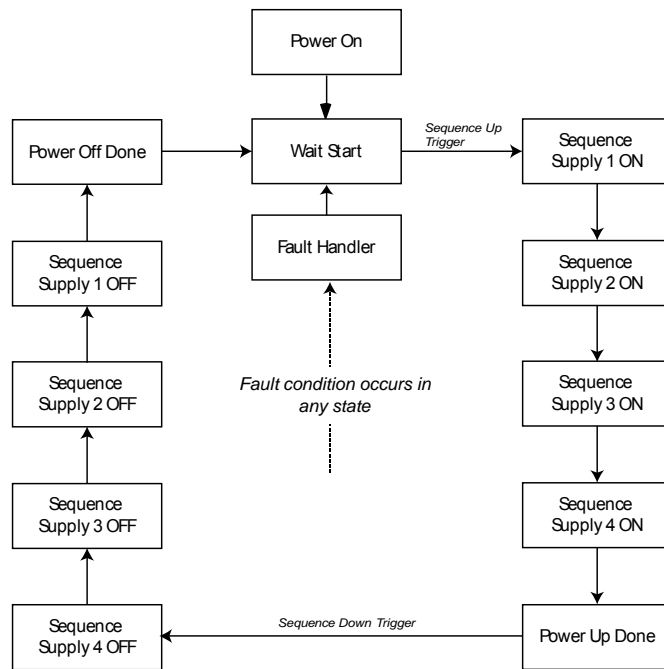 Power On
Power Off Done
Wait Start
Sequence Up
Trigger
Sequence
Supply 1 ON
Fault Handler
Sequence
Supply 1 OFF
Sequence
Supply 2 ON
Sequence
Supply 2 OFF
Fault condition occurs in
any state
Sequence
Supply 3 ON
Sequence
Supply 3 OFF
Sequence
Supply 4 ON
Sequence
Supply 4 OFF
Sequence Down Trigger
Power Up Done